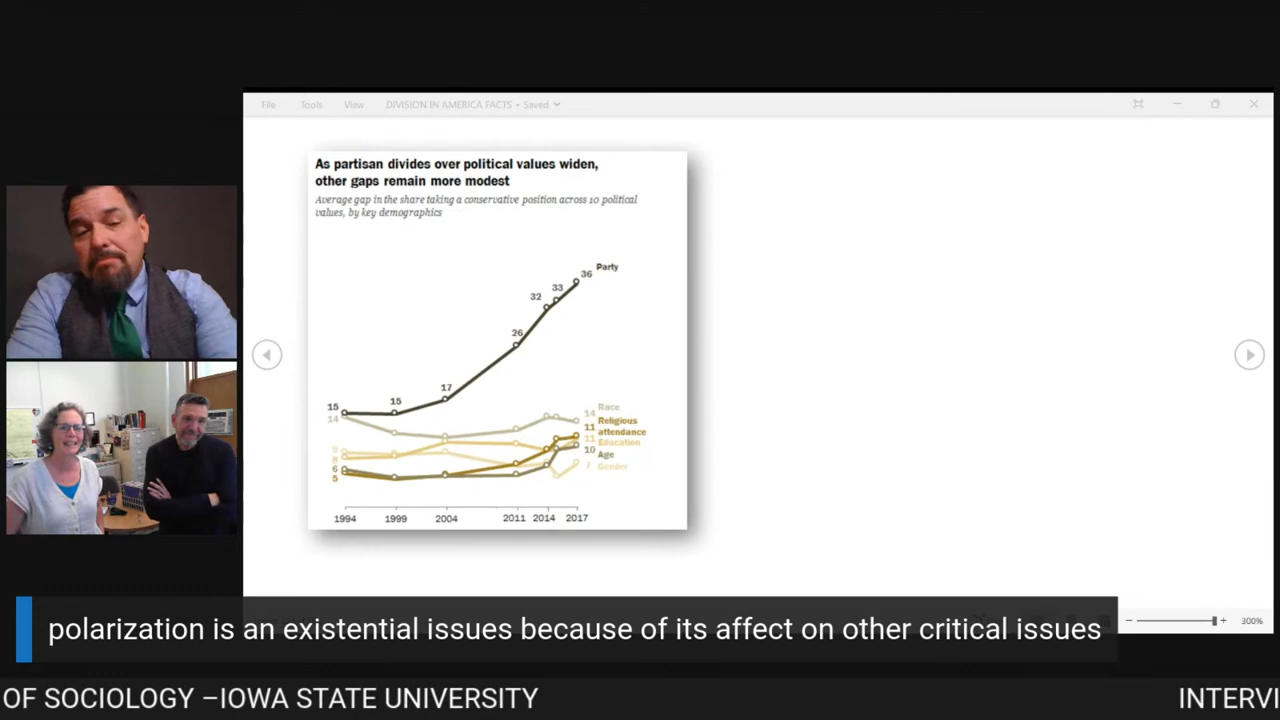 File Tools View DIVISION IN AMERICA FACTS • Saved
As partisan divides over political values widen,
other gaps remain more modest
Average gap in the share taking a conservative position across 10 political
values, by key demographics
36 Party
33
32
26
17
15
15
14
14 Race
11 Religious
attendance
11 Education
10 Age
7 Gender
9
8
6
5
1994 1999 2004 2011 2014 2017
300%
polarization is an existential issues because of its affect on other critical issues
OF SOCIOLOGY –IOWA STATE UNIVERSITY INTERVI